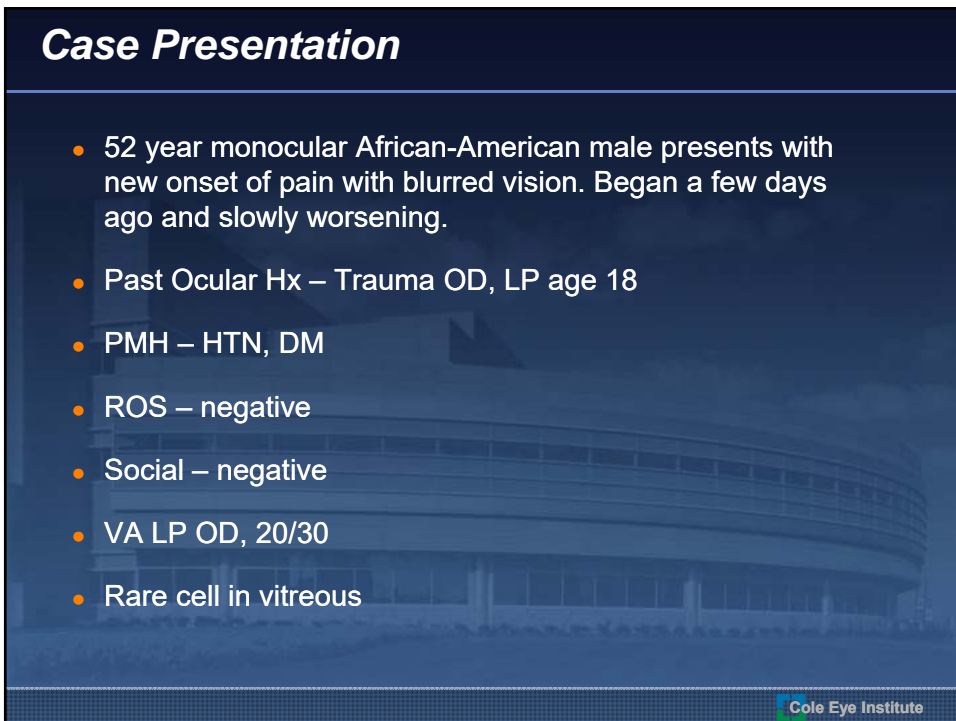 Case Presentation
52 year monocular African-American male presents with
new onset of pain with blurred vision. Began a few days
ago and slowly worsening.
Past Ocular Hx – Trauma OD, LP age 18
PMH – HTN, DM
ROS – negative
Social – negative
VA LP OD, 20/30
Rare cell in vitreous
Cole Eye Institute